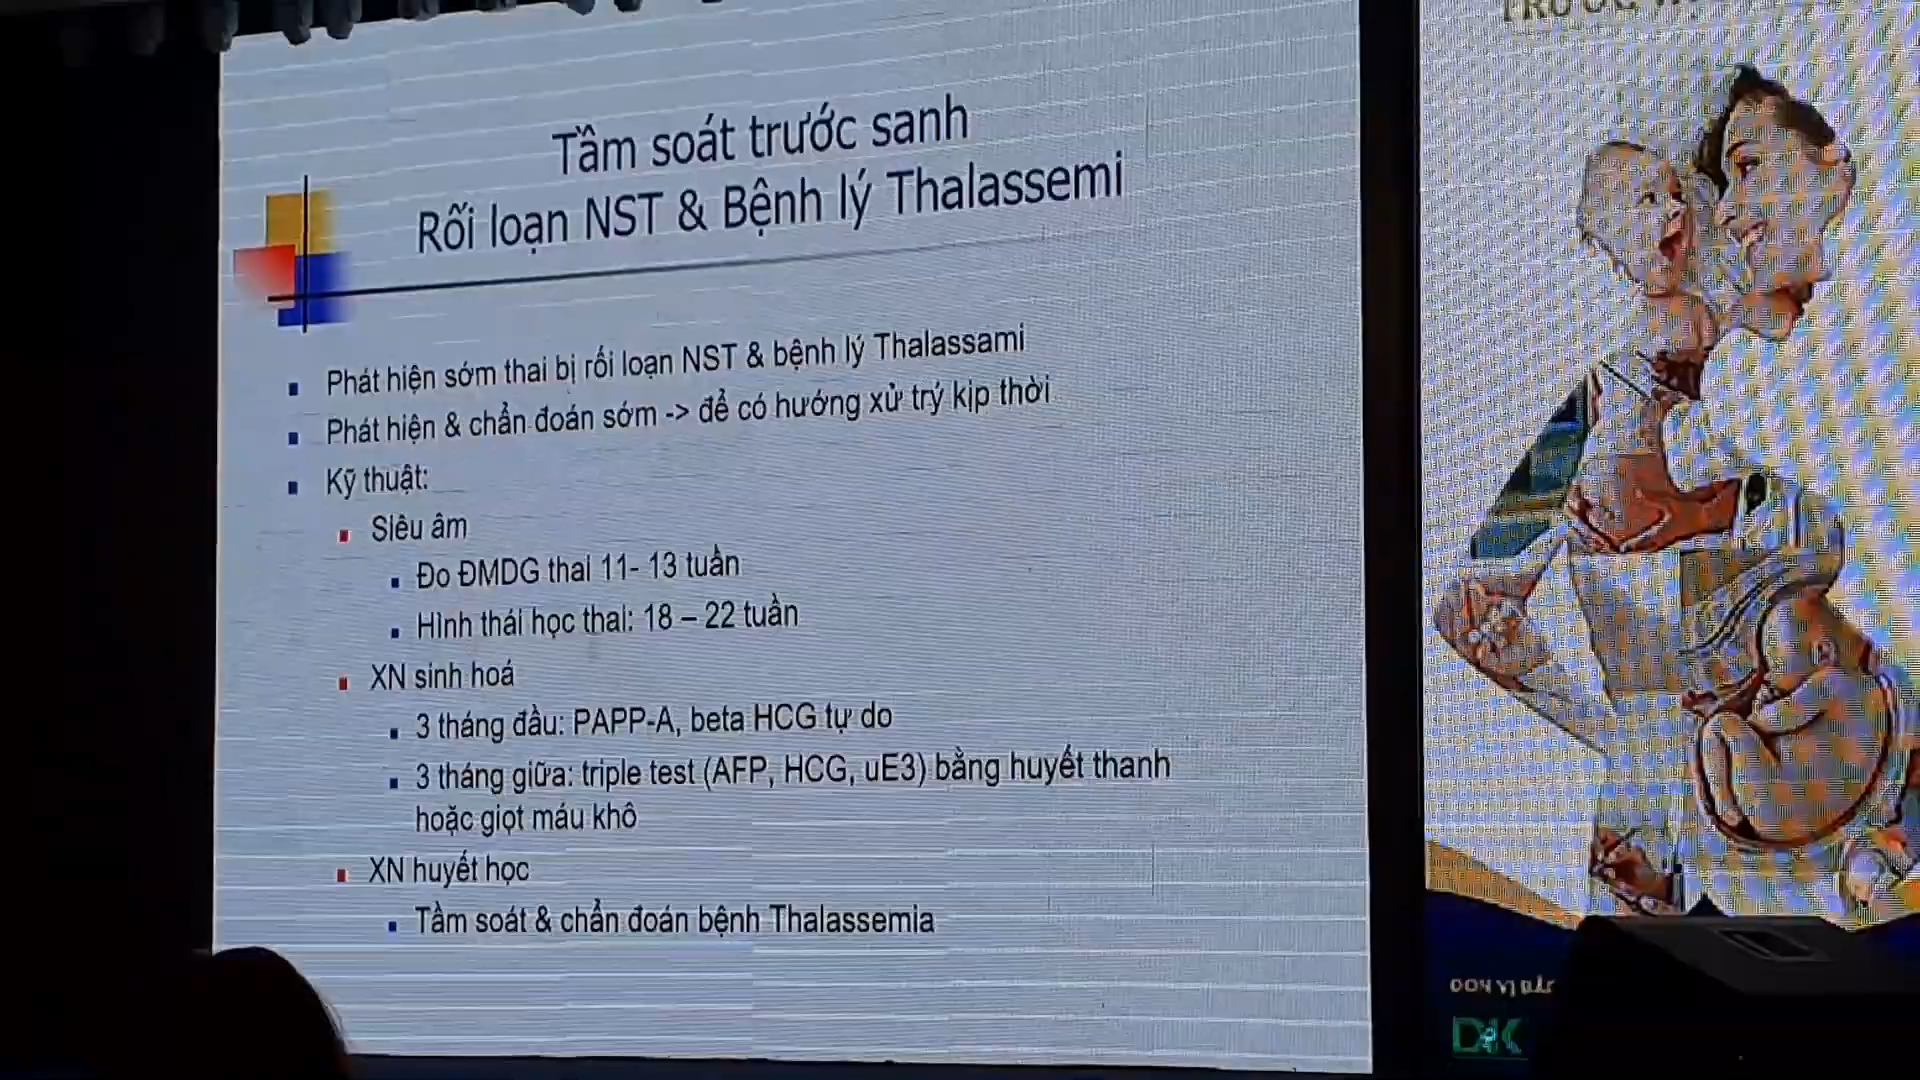 Tầm soát trước sanh
Rối loạn NST & Bệnh lý Thalassemi
Phát hiện sớm thai bị rối loạn NST & bệnh lý Thalassami
Phát hiện & chẩn đoán sớm -> để có hướng xử trý kịp thời
Kỹ thuật:
Siêu âm
Đo ĐMDG thai 11- 13 tuần
Hình thái học thai: 18 – 22 tuần
XN sinh hoá
3 tháng đầu: PAPP-A, beta HCG tự do
3 tháng giữa: triple test (AFP, HCG, uE3) bằng huyết thanh
hoặc giọt máu khô
XN huyết học
Tầm soát & chẩn đoán bệnh Thalassemia
TRƯỚC
ĐƠN VỊ